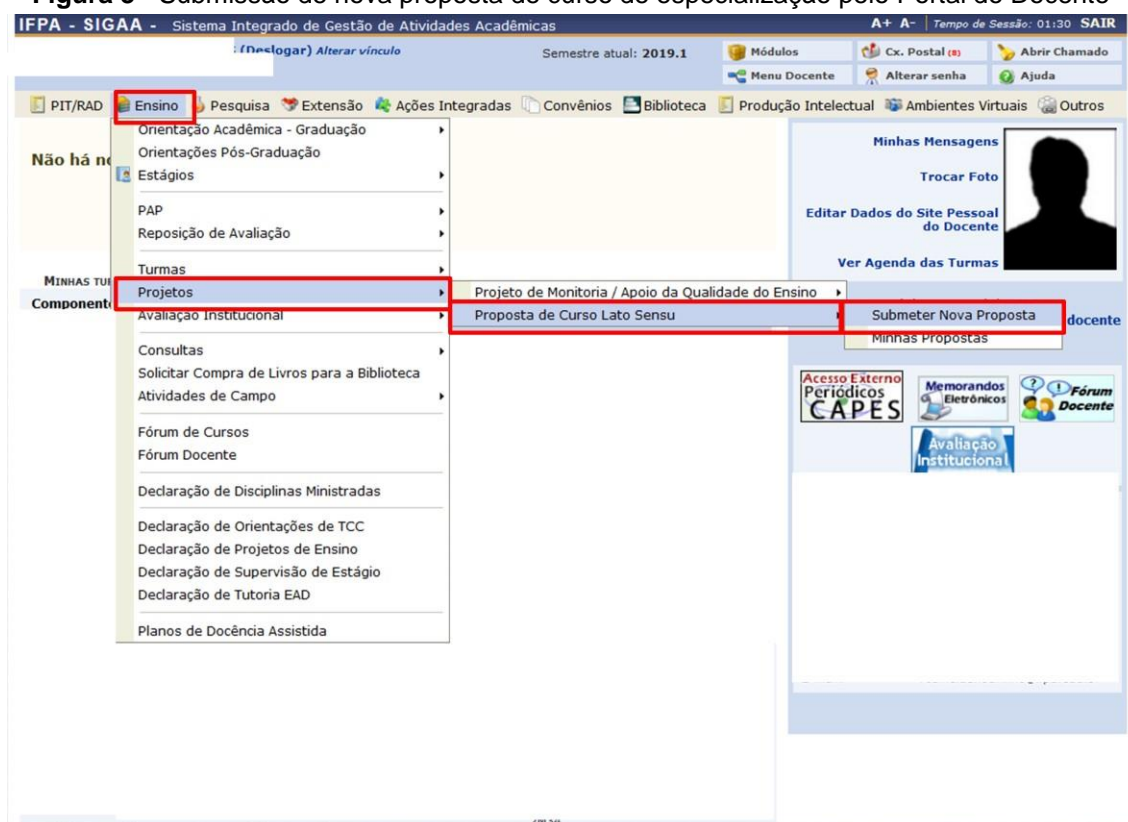 Submissão de nova proposta de curso de especialização pelo Portal do Docente
IFPA - SIGAA - Sistema Integrado de Gestão de Atividades Acadêmicas
A+ A- | Tempo de Sessão: 01:30 SAIR
(Deslogar) Alterar vínculo
Semestre atual: 2019.1
Módulos
Cx. Postal (8)
Abrir Chamado
Menu Docente
Alterar senha
Ajuda
PIT/RAD Ensino Pesquisa Extensão Ações Integradas Convênios Biblioteca Produção Intelectual Ambientes Virtuais Outros
Não há no
MINHAS TU
Component
Orientação Acadêmica - Graduação
Orientações Pós-Graduação
Estágios
PAP
Reposição de Avaliação
Turmas
Projetos
Avaliação Institucional
Consultas
Solicitar Compra de Livros para a Biblioteca
Atividades de Campo
Fórum de Cursos
Fórum Docente
Declaração de Disciplinas Ministradas
Declaração de Orientações de TCC
Declaração de Projetos de Ensino
Declaração de Supervisão de Estágio
Declaração de Tutoria EAD
Planos de Docência Assistida
Projeto de Monitoria / Apoio da Qualidade do Ensino
Proposta de Curso Lato Sensu
Submeter Nova Proposta
Minhas Propostas
Minhas Mensagens
Trocar Foto
Editar Dados do Site Pessoal
do Docente
Ver Agenda das Turmas
docente
Acesso Externo
Periódicos
CAPES
Memorandos
Eletrônicos
Fórum
Docente
Avaliação
Institucional